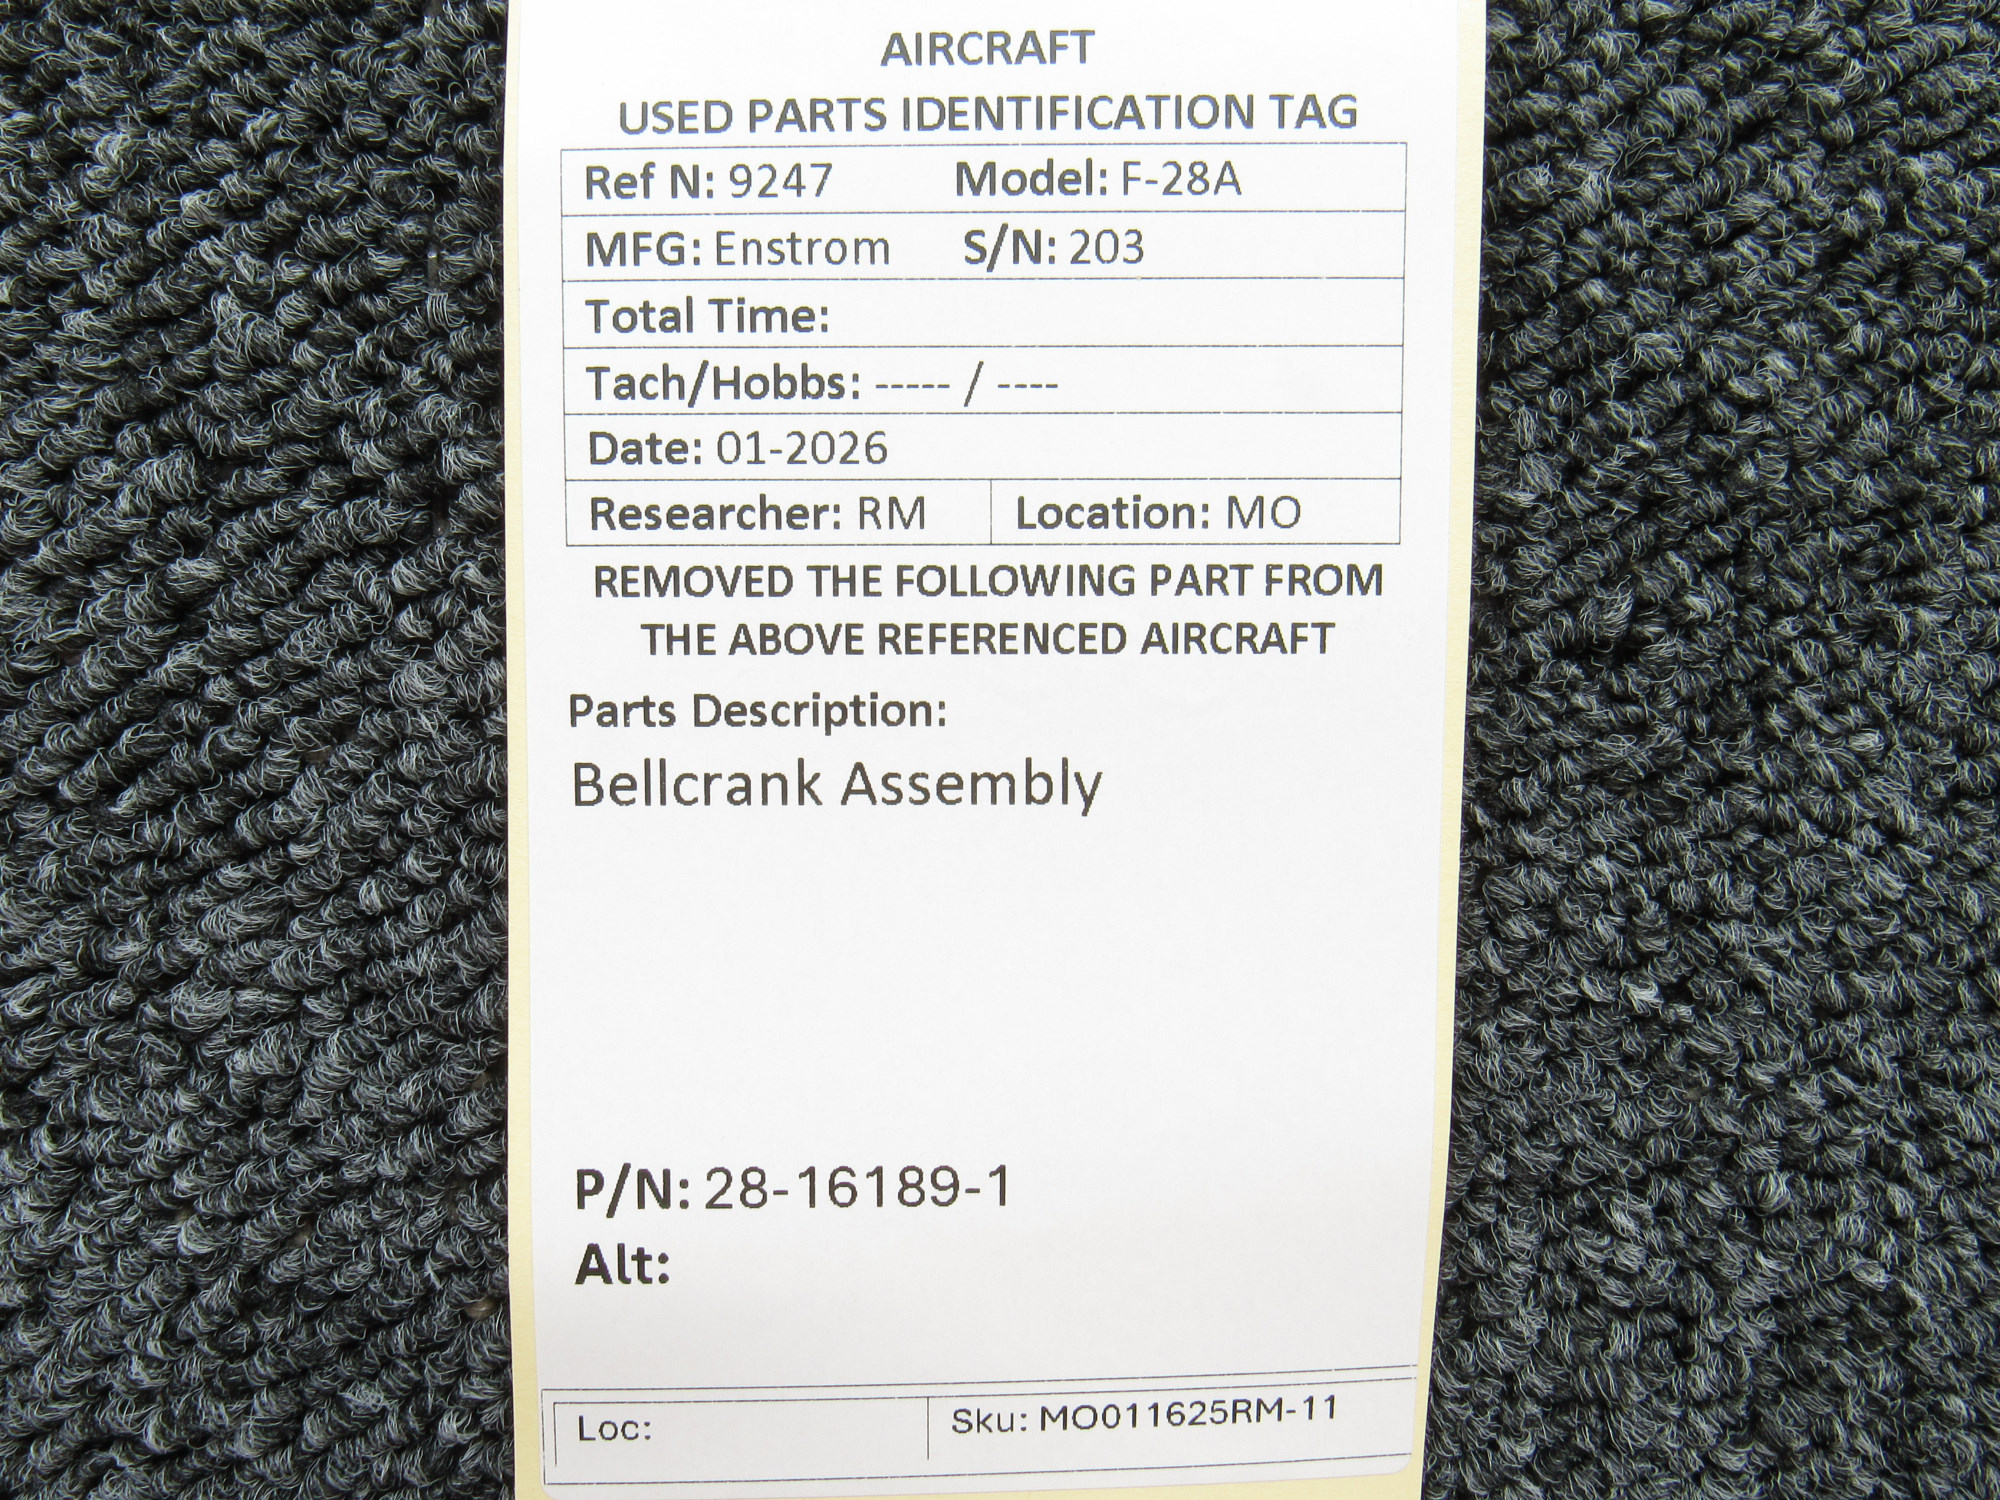 AIRCRAFT
USED PARTS IDENTIFICATION TAG
Ref N: 9247 Model: F-28A
MFG: Enstrom S/N: 203
Total Time:
Tach/Hobbs: ----- / ----
Date: 01-2026
Researcher: RM Location: MO
REMOVED THE FOLLOWING PART FROM
THE ABOVE REFERENCED AIRCRAFT
Parts Description:
Bellcrank Assembly
P/N: 28-16189-1
Alt:
Loc: Sku: MO011625RM-11